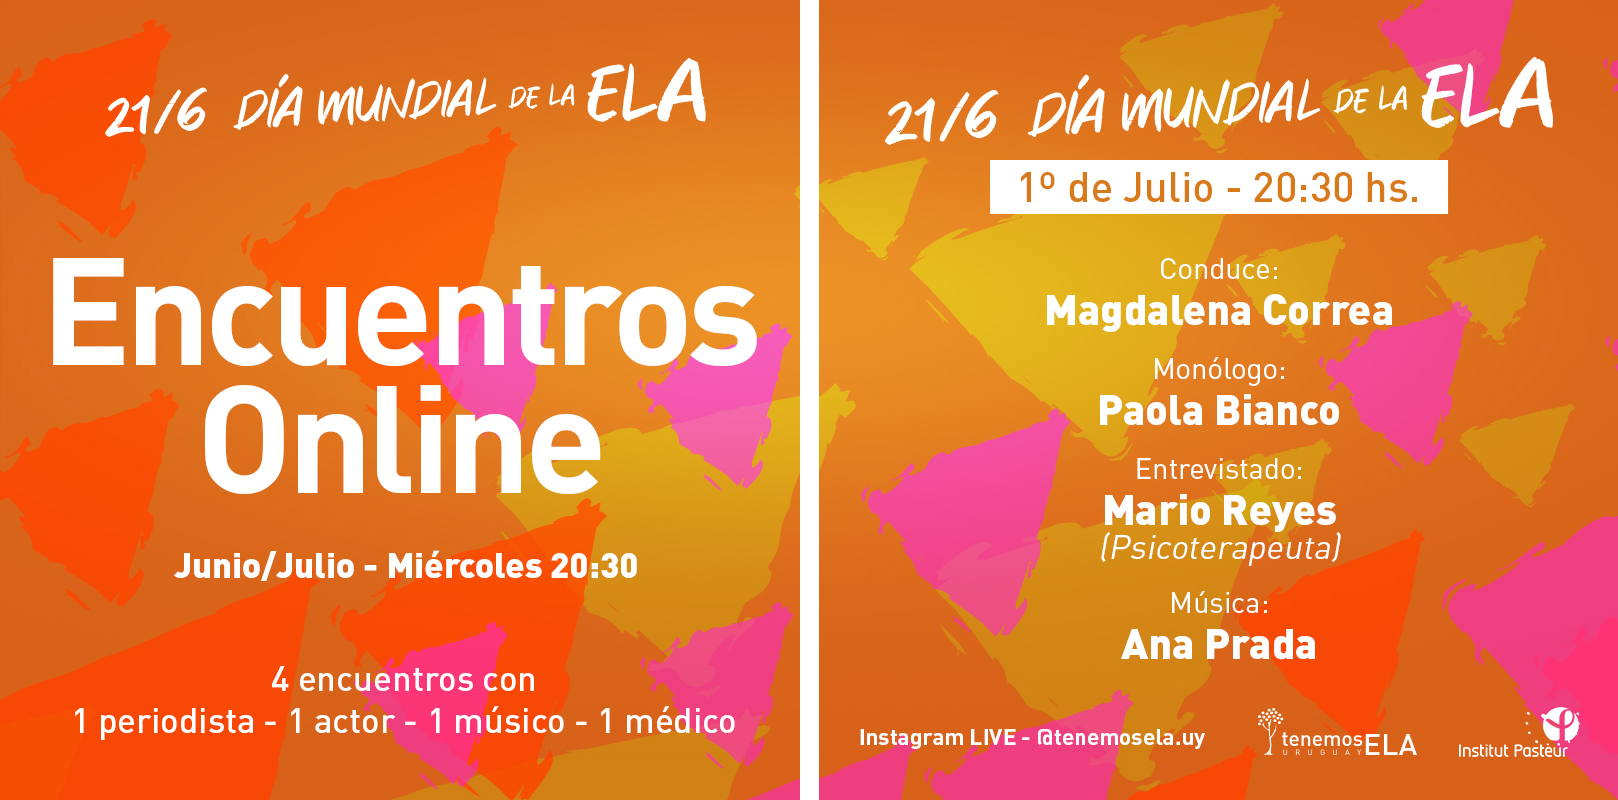 21/6 DÍA MUNDIAL DE LA ELA
Encuentros
Online
Junio/Julio - Miércoles 20:30
4 encuentros con
1 periodista - 1 actor - 1 músico - 1 médico
21/6 DÍA MUNDIAL DE LA ELA
1º de Julio - 20:30 hs.
Conduce:
Magdalena Correa
Monólogo:
Paola Bianco
Entrevistado:
Mario Reyes
(Psicoterapeuta)
Música:
Ana Prada
Instagram LIVE - @tenemosela.uy
tenemosELA
URUGUAY
Institut Pasteur